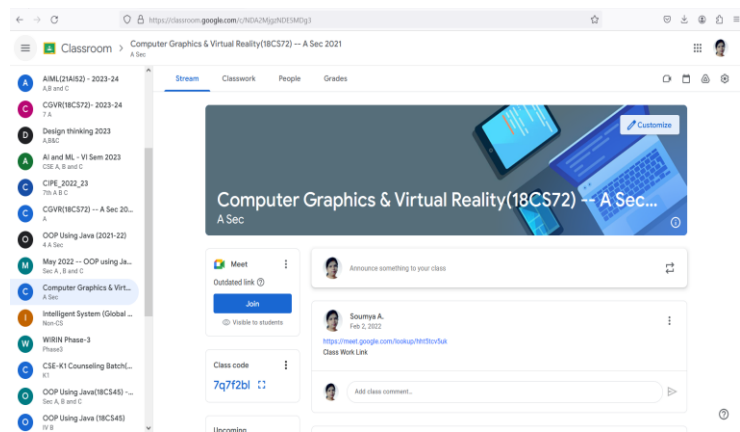 https://classroom.google.com/c/NDA2MjgzNDE5MDg3
Classroom > Computer Graphics & Virtual Reality(18CS72) -- A Sec 2021
A Sec
AIML(21AI52) - 2023-24
A,B and C
CGVR(18CS72)- 2023-24
7 A
Design thinking 2023
A,B&C
AI and ML - VI Sem 2023
CSE A, B and C
CIPE_2022_23
7th A B C
CGVR(18CS72) -- A Sec 20...
A
OOP Using Java (2021-22)
4 A Sec
May 2022 -- OOP using Ja...
Sec A , B and C
Computer Graphics & Virt...
A Sec
Intelligent System (Global ...
Non-CS
WIRIN Phase-3
Phase3
CSE-K1 Counseling Batch(...
K1
OOP Using Java(18CS45) -...
Sec A, B and C
OOP Using Java (18CS45)
IV B
A
C
D
A
C
C
O
M
C
I
W
C
O
O
Stream Classwork People Grades
Customize
Computer Graphics & Virtual Reality(18CS72) -- A Sec...
A Sec
Meet
Outdated link
Join
Visible to students
Class code
7q7f2bl
Upcoming
Announce something to your class
Soumya A.
Feb 2, 2022
https://meet.google.com/lookup/hht5tcv5uk
Class Work Link
Add class comment...